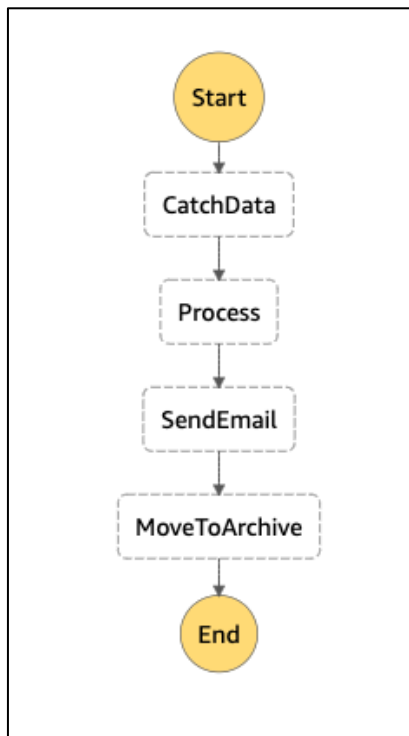 Start
CatchData
Process
SendEmail
MoveToArchive
End